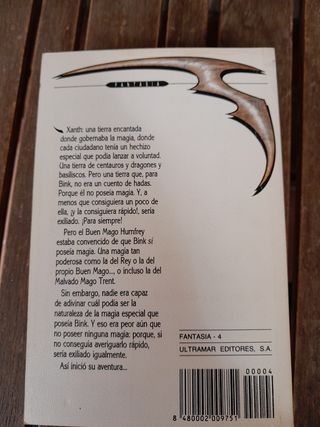 FANTASIA
Xanth: una tierra encantada
donde gobernaba la magia, donde
cada ciudadano tenía un hechizo
especial que podía lanzar a voluntad.
Una tierra de centauros y dragones y
basiliscos. Pero una tierra que, para
Bink, no era un cuento de hadas.
Porque él no poseía magia. Y, a
menos que consiguiera un poco de
ella, ¡y la consiguiera rápido!, sería
exiliado. ¡Para siempre!
Pero el Buen Mago Humfrey
estaba convencido de que Bink sí
poseía magia. Una magia tan
poderosa como la del Rey o la del
propio Buen Mago..., o incluso la del
Malvado Mago Trent.
Sin embargo, nadie era capaz
de adivinar cuál podía ser la
naturaleza de la magia especial que
poseía Bink. Y eso era peor aún que
no poseer ninguna magia: porque, si
no conseguía averiguarlo rápido,
sería exiliado igualmente.
Así inició su aventura...
FANTASIA - 4
ULTRAMAR EDITORES, S.A.
00004
8 480002 009751